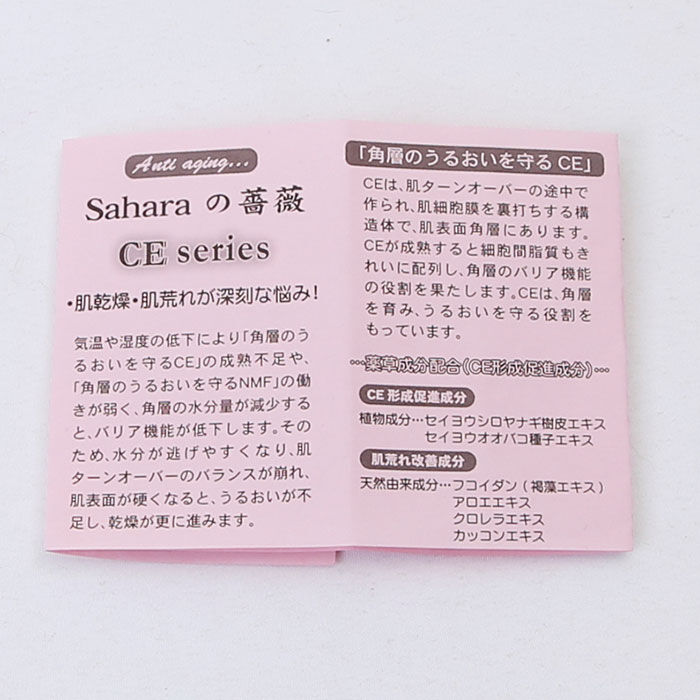 Anti aging...
Sahara の薔薇
CE series
・肌乾燥・肌荒れが深刻な悩み！
気温や湿度の低下により「角層のう
るおいを守るCE」の成熟不足や、
「角層のうるおいを守るNMF」の働
きが弱く、角層の水分量が減少する
と、バリア機能が低下します。その
ため、水分が逃げやすくなり、肌
ターンオーバーのバランスが崩れ、
肌表面が硬くなると、うるおいが不
足し、乾燥が更に進みます。
「角層のうるおいを守る CE」
CEは、肌ターンオーバーの途中で
作られ、肌細胞膜を裏打ちする構
造体で、肌表面角層にあります。
CEが成熟すると細胞間脂質もき
れいに配列し、角層のバリア機能
の役割を果たします。CEは、角層
を育み、うるおいを守る役割を
もっています。
…薬草成分配合（CE形成促進成分）…
CE 形成促進成分
植物成分…セイヨウシロヤナギ樹皮エキス
セイヨウオオバコ種子エキス
肌荒れ改善成分
天然由来成分…フコイダン（褐藻エキス）
アロエエキス
クロレラエキス
カッコンエキス